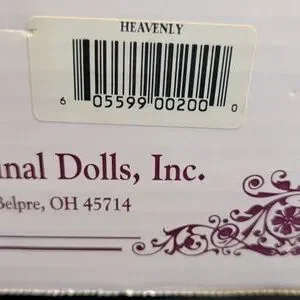 HEAVENLY
6 05599 00200 0
inal Dolls, Inc.
Belpre, OH 45714